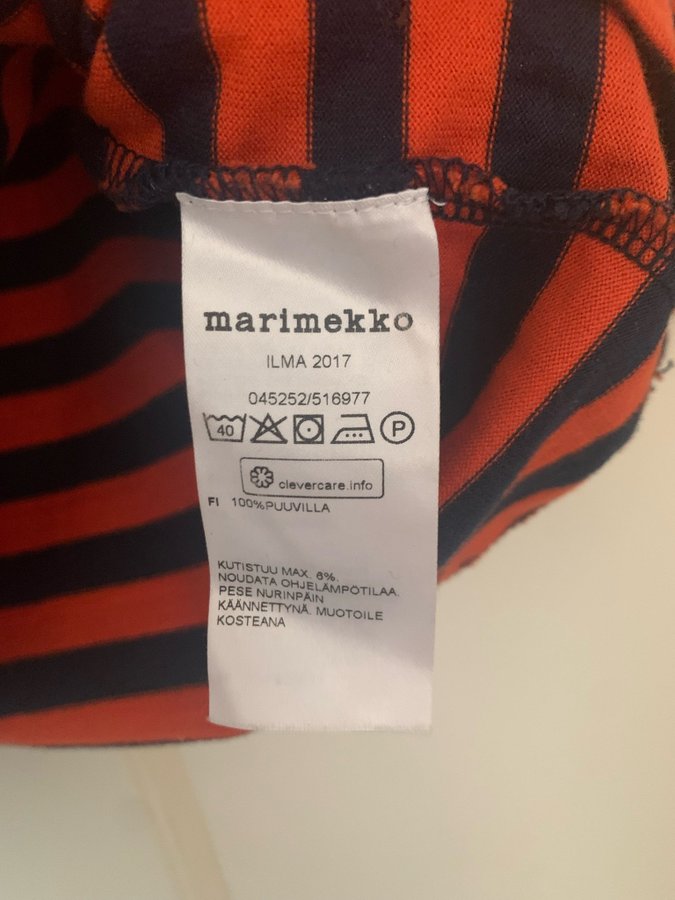 marimekko
ILMA 2017
045252/516977
40 P
clevercare.info
FI 100%PUUVILLA
KUTISTUU MAX. 6%.
NOUDATA OHJELÄMPÖTILAA.
PESE NURINPÄIN
KÄÄNNETTYNÄ. MUOTOILE
KOSTEANA